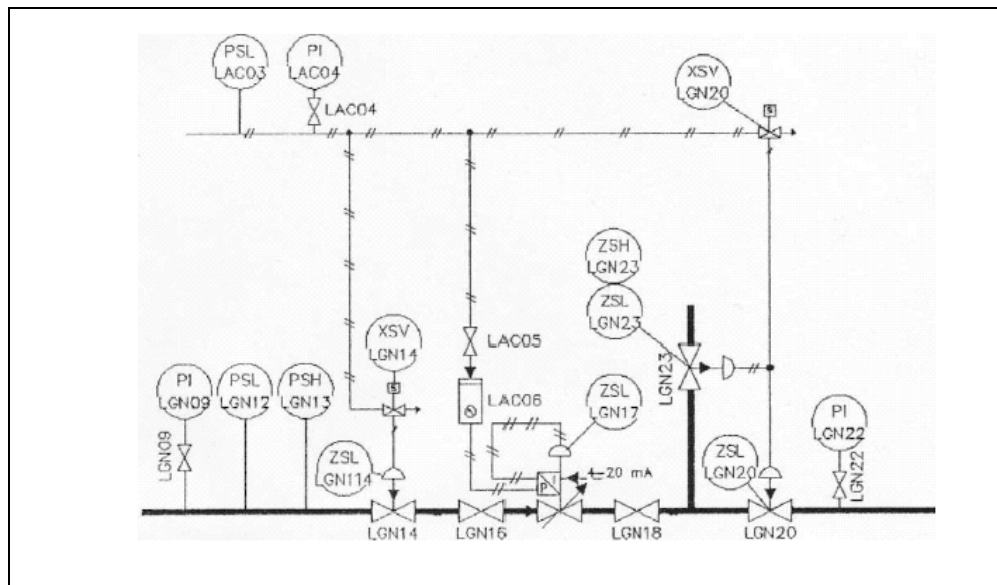 PSL
LAC03
PI
LAC04
LAC04
XSV
LGN20
S
ZSH
LGN23
ZSL
LGN23
LGN23
XSV
LGN14
S
LAC05
LAC06
ZSL
LGN17
PI
LGN09
LGN09
PSL
LGN12
PSH
LGN13
ZSL
LGN114
P
I
4-20 mA
ZSL
LGN20
PI
LGN22
LGN22
LGN14
LGN16
LGN18
LGN20